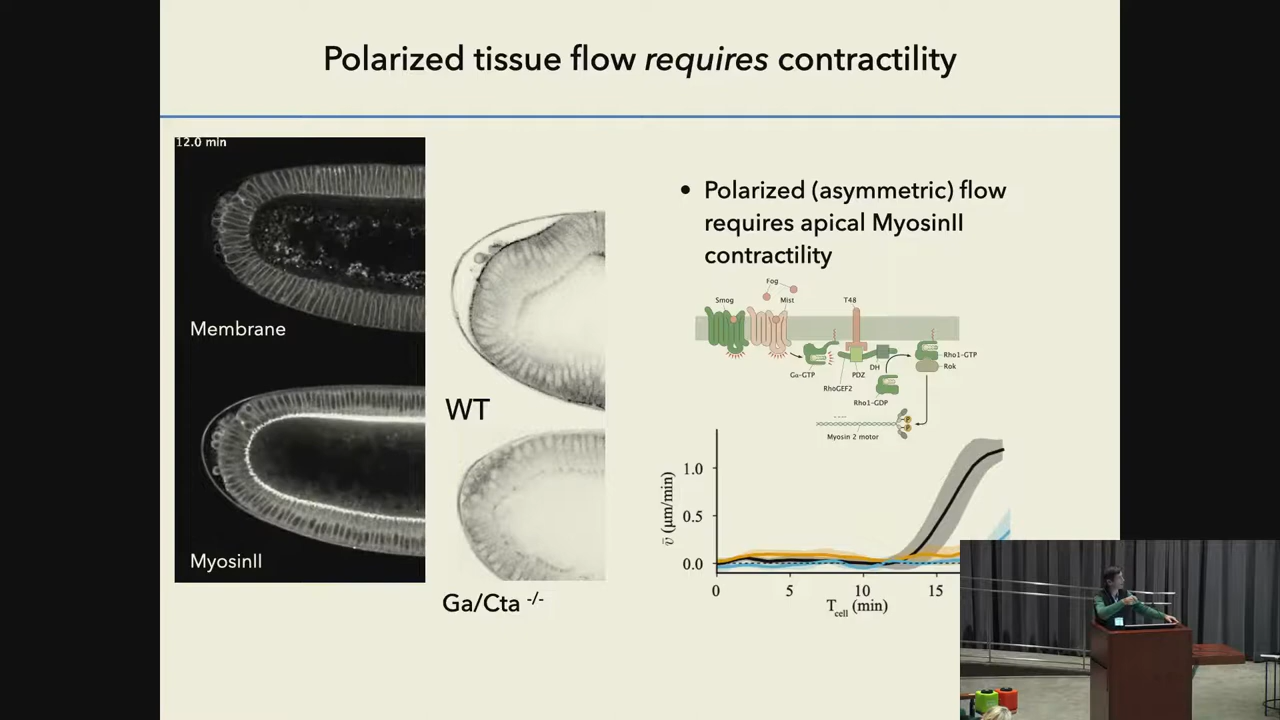 Polarized tissue flow requires contractility
12.0 min
Membrane
MyosinII
WT
Ga/Cta -/-
• Polarized (asymmetric) flow
requires apical MyosinII
contractility
Fog
Smog
Mist
T48
Gα-GTP
PDZ
DH
RhoGEF2
Rho1-GDP
Rho1-GTP
Rok
P
P
Myosin 2 motor
v̄ (μm/min)
1.0
0.5
0.0
0
5
10
15
T cell (min)